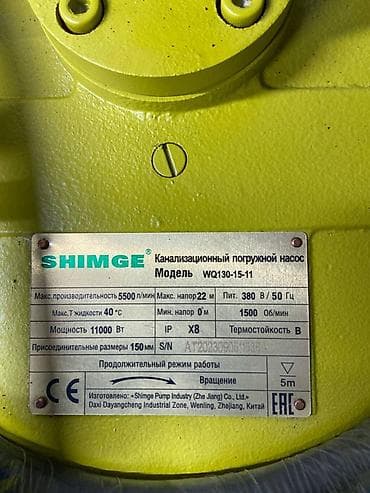 SHIMGE®
Канализационный погружной насос
Модель WQ130-15-11
Макс.производительность 5500 л/мин Макс. напор 22 м Пит. 380 В / 50 Гц
Макс.Т жидкости 40 °C Мин. напор 0 м 1500 Об/мин
Мощность 11000 Вт IP X8 Термостойкость В
Присоединительные размеры 150 мм S/N
Продолжительный режим работы
Вращение
5m
CE
Изготовлено: «Shimge Pump Industry (Zhe Jiang) Co., Ltd.»
Daxi Dayangcheng Industrial Zone, Wenling, Zhejiang, Китай
EAC